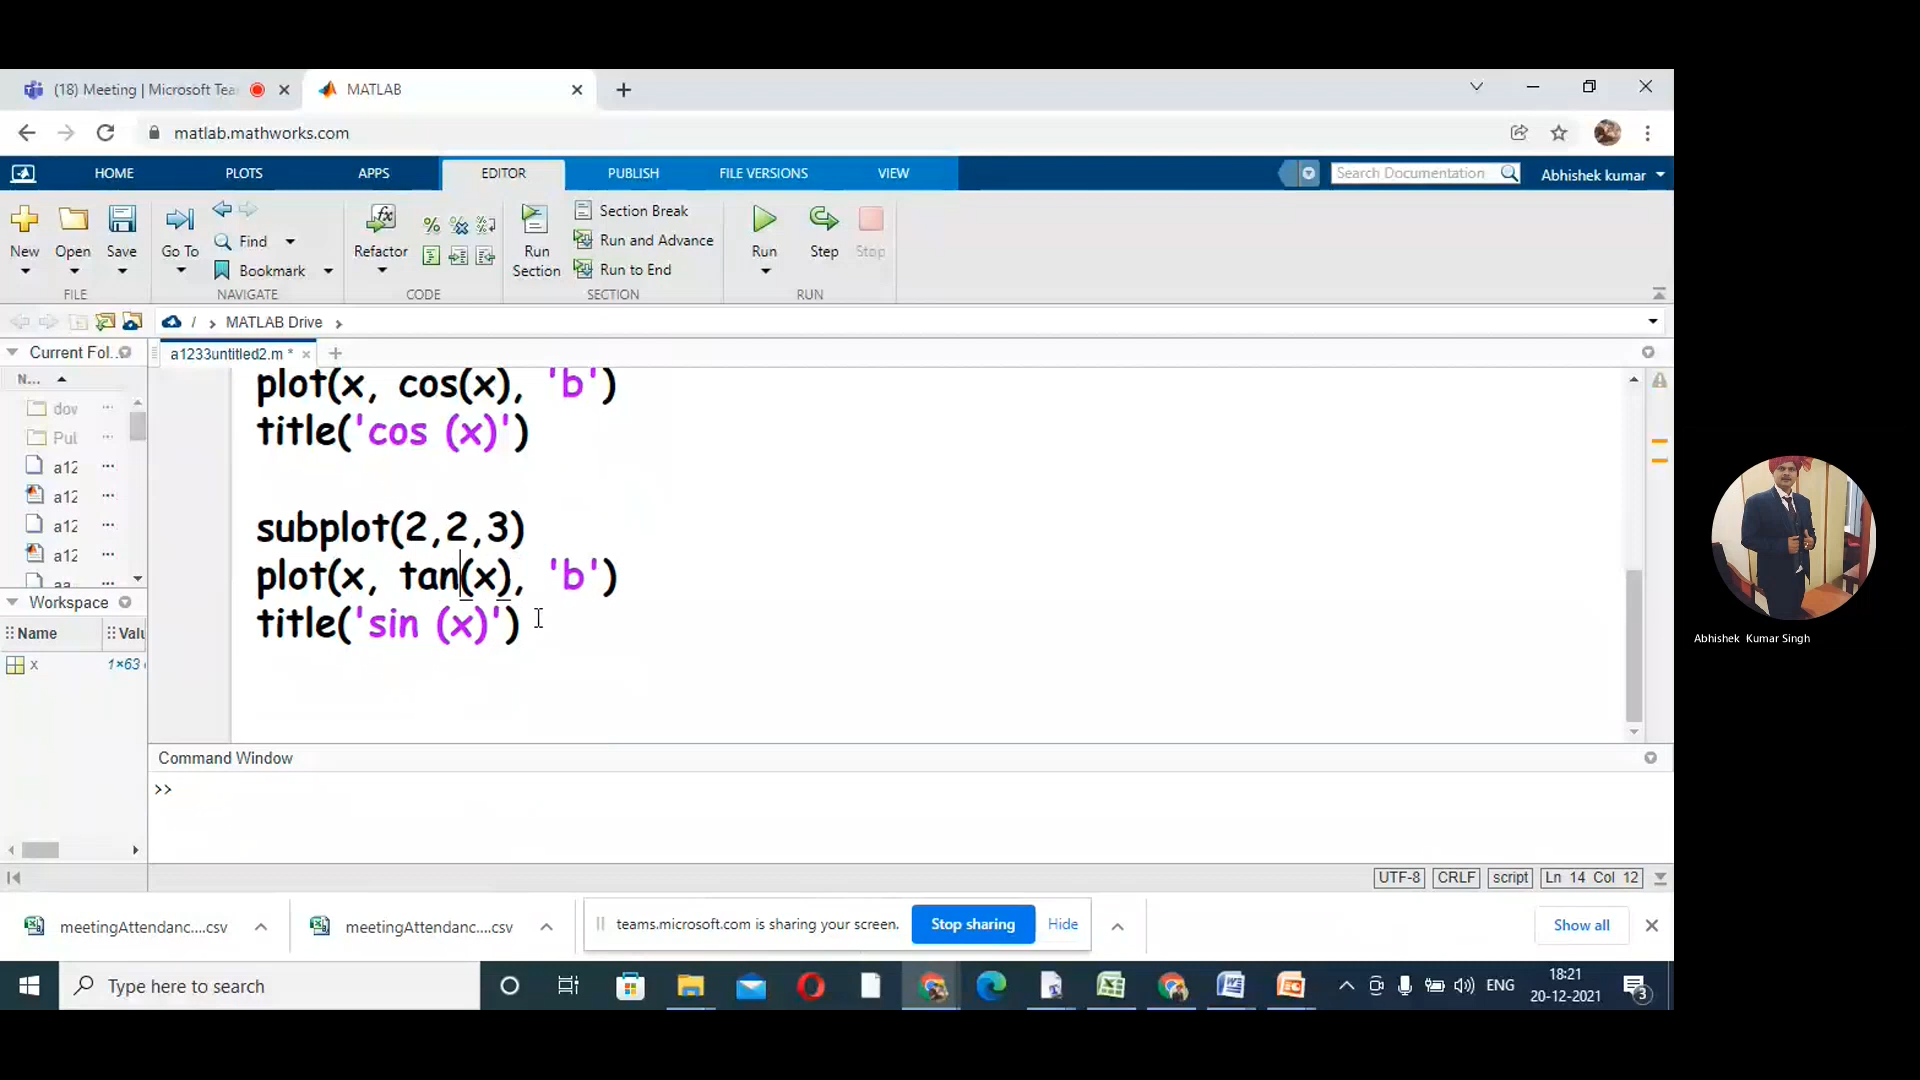 (18) Meeting | Microsoft Tea
MATLAB
matlab.mathworks.com
HOME
PLOTS
APPS
EDITOR
PUBLISH
FILE VERSIONS
VIEW
Search Documentation
Abhishek kumar
New
Open
Save
Go To
Find
Bookmark
Refactor
Run
Section
Section Break
Run and Advance
Run to End
Run
Step
Stop
FILE
NAVIGATE
CODE
SECTION
RUN
/ › MATLAB Drive ›
Current Fol..
a1233untitled2.m *
N...
dov
Pul
a12
a12
a12
a12
aa
plot(x, cos(x), 'b')
title('cos (x)')
subplot(2,2,3)
plot(x, tan(x), 'b')
title('sin (x)')
Workspace
Name
Valu
x
1×63
Command Window
>>
UTF-8
CRLF
script
Ln 14 Col 12
meetingAttendanc....csv
meetingAttendanc....csv
teams.microsoft.com is sharing your screen.
Stop sharing
Hide
Show all
Type here to search
ENG
18:21
20-12-2021
3
Abhishek Kumar Singh